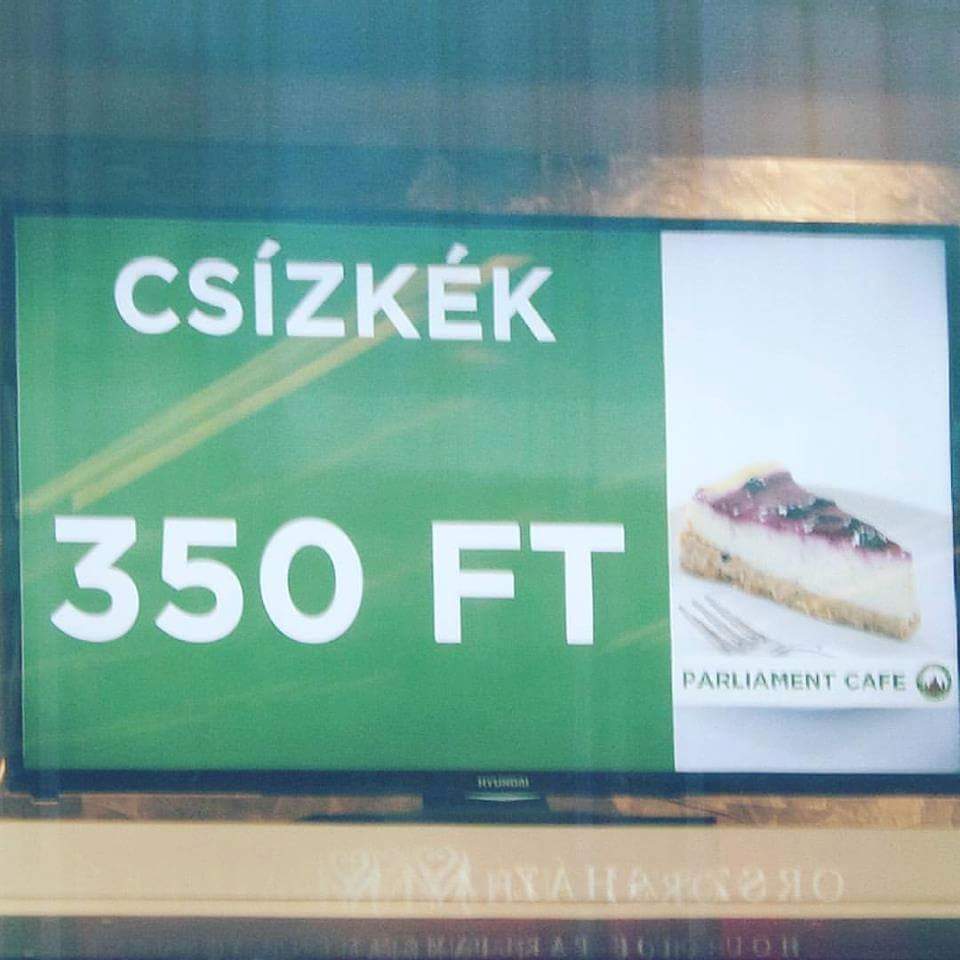 CSÍZKÉK
350 FT
PARLIAMENT CAFE
HYUNDAI